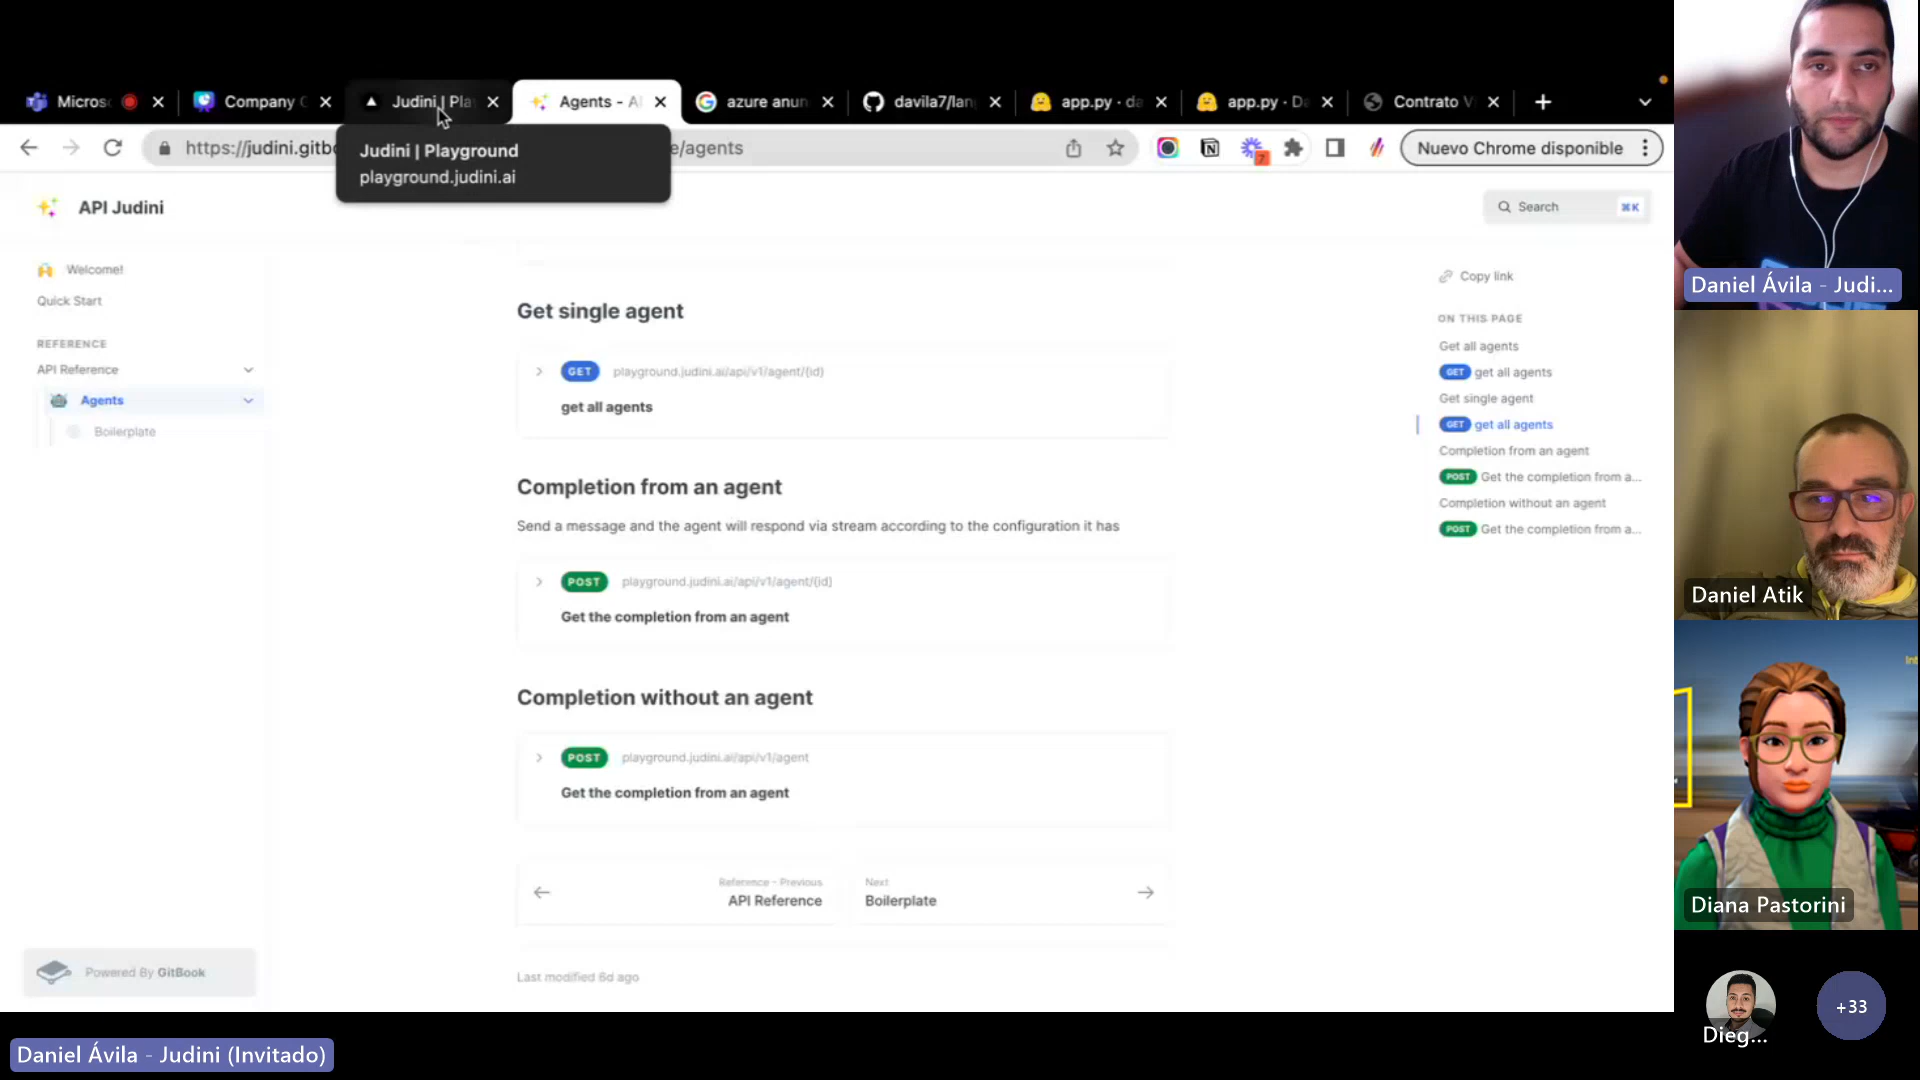 Micros
Company C
Judini | Pla
Agents - A
azure anun
davila7/lan
app.py · da
app.py · Da
Contrato V
https://judini.gitbo
e/agents
7
Nuevo Chrome disponible
Judini | Playground
playground.judini.ai
API Judini
Search
⌘K
Welcome!
Quick Start
REFERENCE
API Reference
Agents
Boilerplate
Get single agent
GET playground.judini.ai/api/v1/agent/{id}
get all agents
Completion from an agent
Send a message and the agent will respond via stream according to the configuration it has
POST playground.judini.ai/api/v1/agent/{id}
Get the completion from an agent
Completion without an agent
POST playground.judini.ai/api/v1/agent
Get the completion from an agent
Reference - Previous
API Reference
Next
Boilerplate
Last modified 6d ago
Powered By GitBook
Copy link
ON THIS PAGE
Get all agents
GET get all agents
Get single agent
GET get all agents
Completion from an agent
POST Get the completion from a...
Completion without an agent
POST Get the completion from a...
Daniel Ávila - Judi...
Daniel Atik
Int
Diana Pastorini
Dieg...
+33
Daniel Ávila - Judini (Invitado)